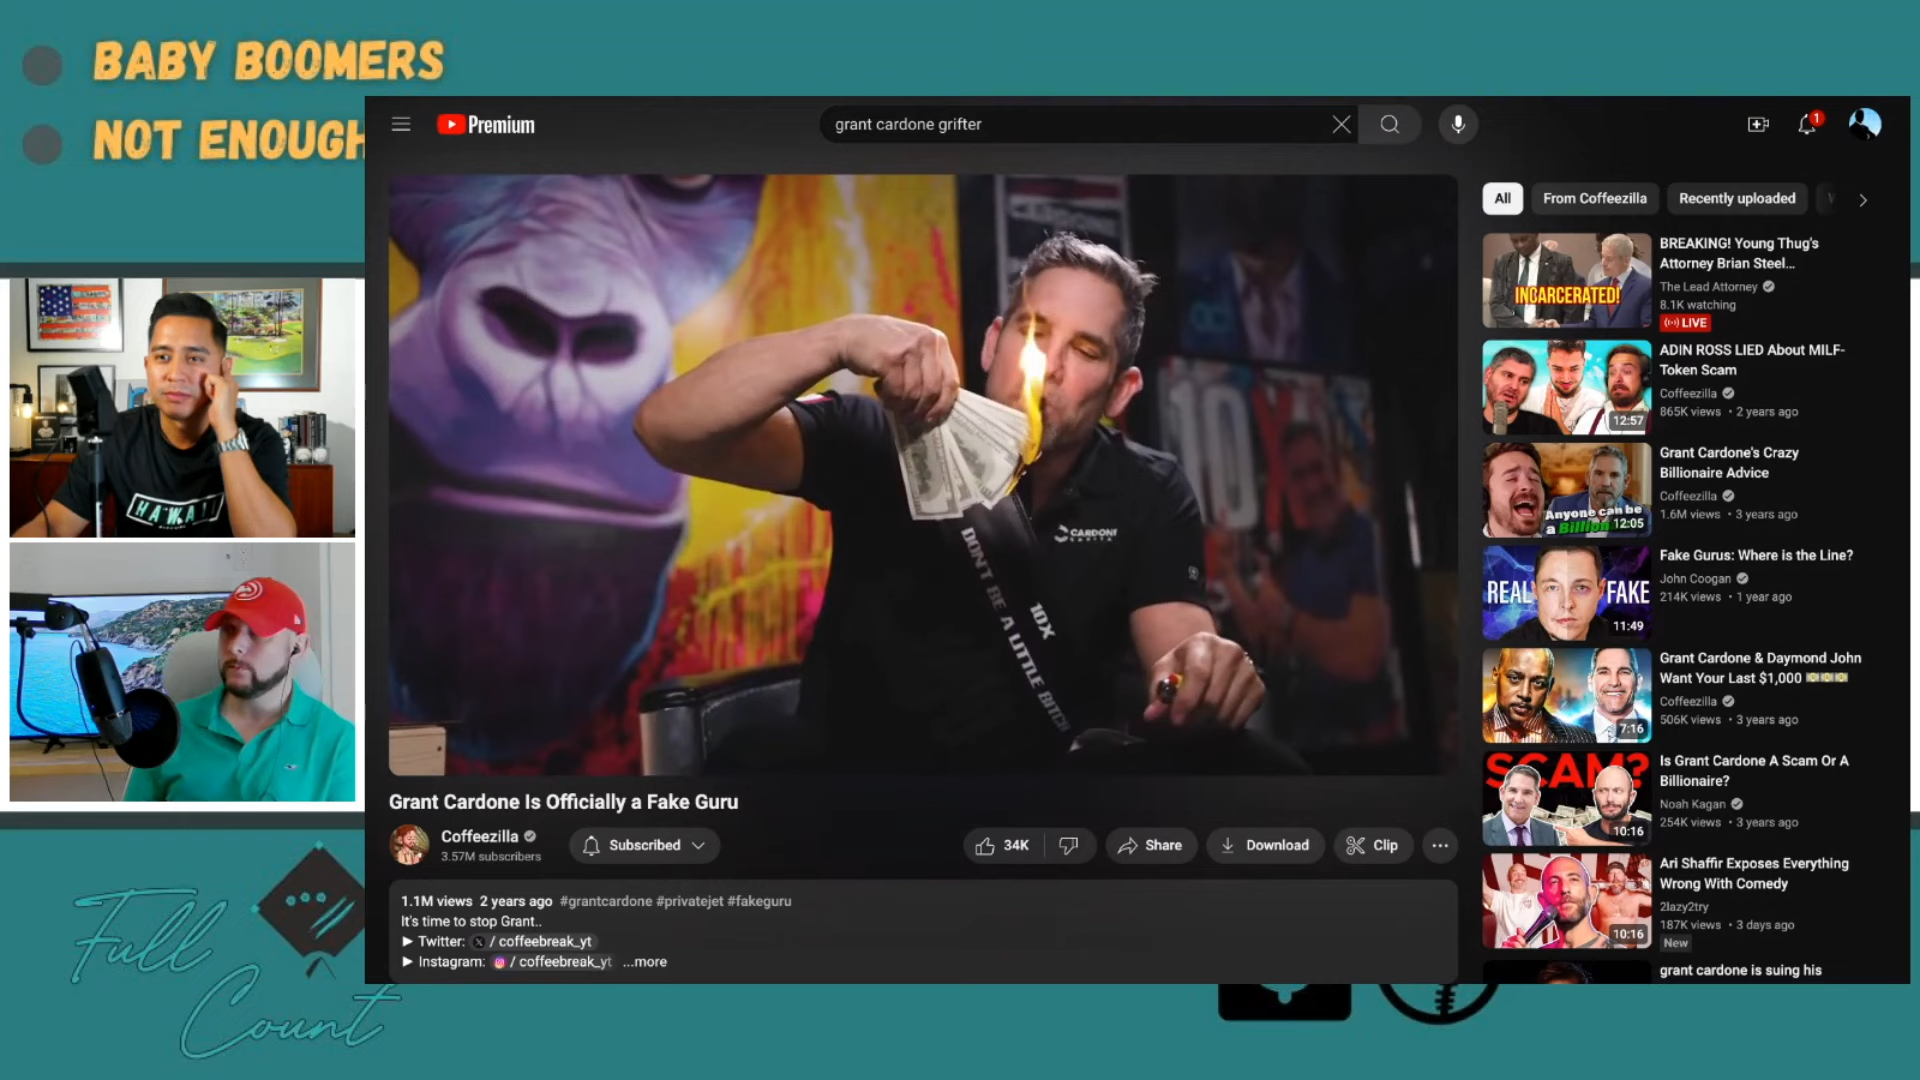 BABY BOOMERS
NOT ENOUGH
Premium
grant cardone grifter
1
All
From Coffeezilla
Recently uploaded
HAWAII
CARDONE
DON'T BE A LITTLE BITCH
10X
10X
BREAKING! Young Thug's
Attorney Brian Steel...
The Lead Attorney
8.1K watching
LIVE
INCARCERATED!
ADIN ROSS LIED About MILF-
Token Scam
Coffeezilla
865K views • 2 years ago
12:57
Grant Cardone's Crazy
Billionaire Advice
Coffeezilla
1.6M views • 3 years ago
Anyone can be
a Billion
12:05
Fake Gurus: Where is the Line?
John Coogan
214K views • 1 year ago
REAL FAKE
11:49
Grant Cardone & Daymond John
Want Your Last $1,000
Coffeezilla
506K views • 3 years ago
7:16
SCAM?
Is Grant Cardone A Scam Or A
Billionaire?
Noah Kagan
254K views • 3 years ago
10:16
Ari Shaffir Exposes Everything
Wrong With Comedy
2lazy2try
187K views • 3 days ago
New
10:16
grant cardone is suing his
Grant Cardone Is Officially a Fake Guru
Coffeezilla
3.57M subscribers
Subscribed
34K
Share
Download
Clip
1.1M views 2 years ago #grantcardone #privatejet #fakeguru
It's time to stop Grant..
► Twitter: X / coffeebreak_yt
► Instagram: / coffeebreak_yt ...more
Full
Count